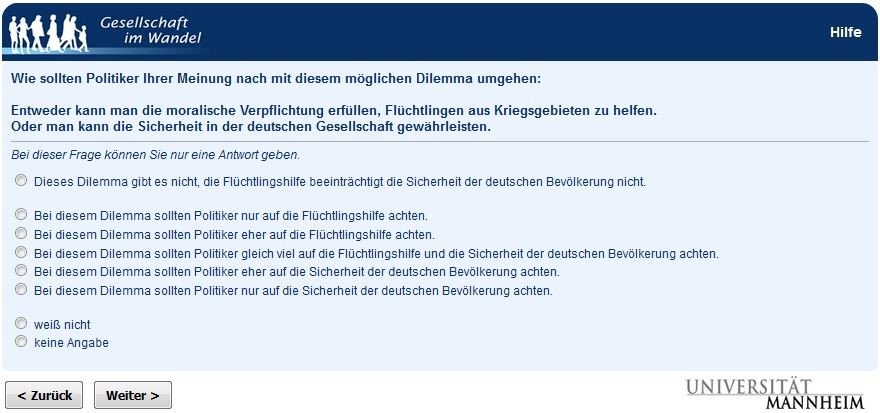 Gesellschaft
im Wandel
Hilfe
Wie sollten Politiker Ihrer Meinung nach mit diesem möglichen Dilemma umgehen:
Entweder kann man die moralische Verpflichtung erfüllen, Flüchtlingen aus Kriegsgebieten zu helfen.
Oder man kann die Sicherheit in der deutschen Gesellschaft gewährleisten.
Bei dieser Frage können Sie nur eine Antwort geben.
Dieses Dilemma gibt es nicht, die Flüchtlingshilfe beeinträchtigt die Sicherheit der deutschen Bevölkerung nicht.
Bei diesem Dilemma sollten Politiker nur auf die Flüchtlingshilfe achten.
Bei diesem Dilemma sollten Politiker eher auf die Flüchtlingshilfe achten.
Bei diesem Dilemma sollten Politiker gleich viel auf die Flüchtlingshilfe und die Sicherheit der deutschen Bevölkerung achten.
Bei diesem Dilemma sollten Politiker eher auf die Sicherheit der deutschen Bevölkerung achten.
Bei diesem Dilemma sollten Politiker nur auf die Sicherheit der deutschen Bevölkerung achten.
weiß nicht
keine Angabe
< Zurück
Weiter >
UNIVERSITÄT
MANNHEIM